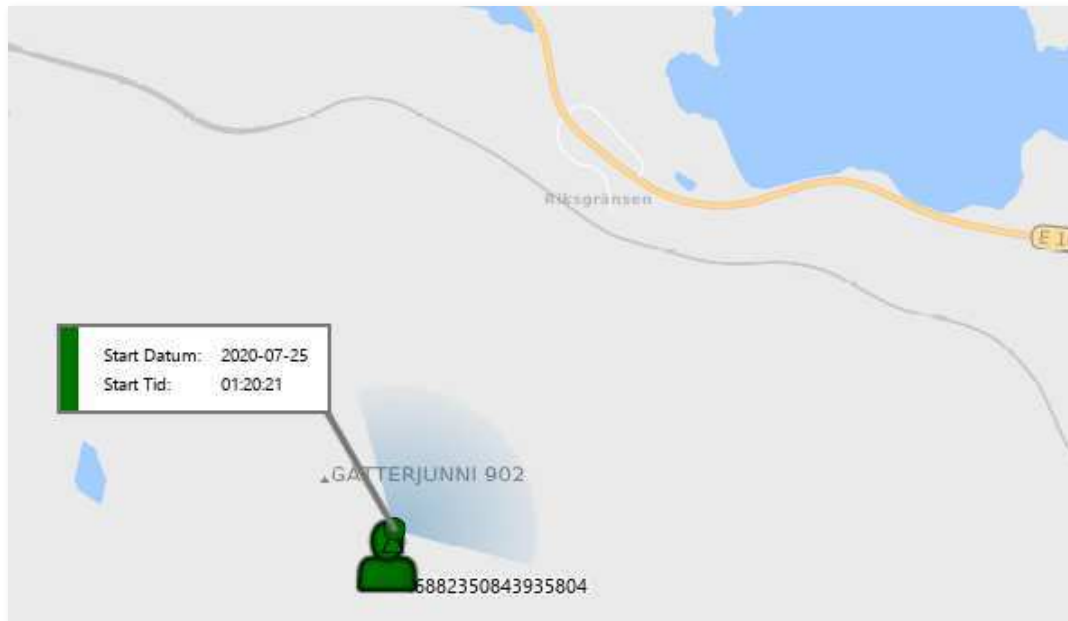 Riksgränsen
E 1
Start Datum: 2020-07-25
Start Tid: 01:20:21
GATTERJUNNI 902
6882350843935804